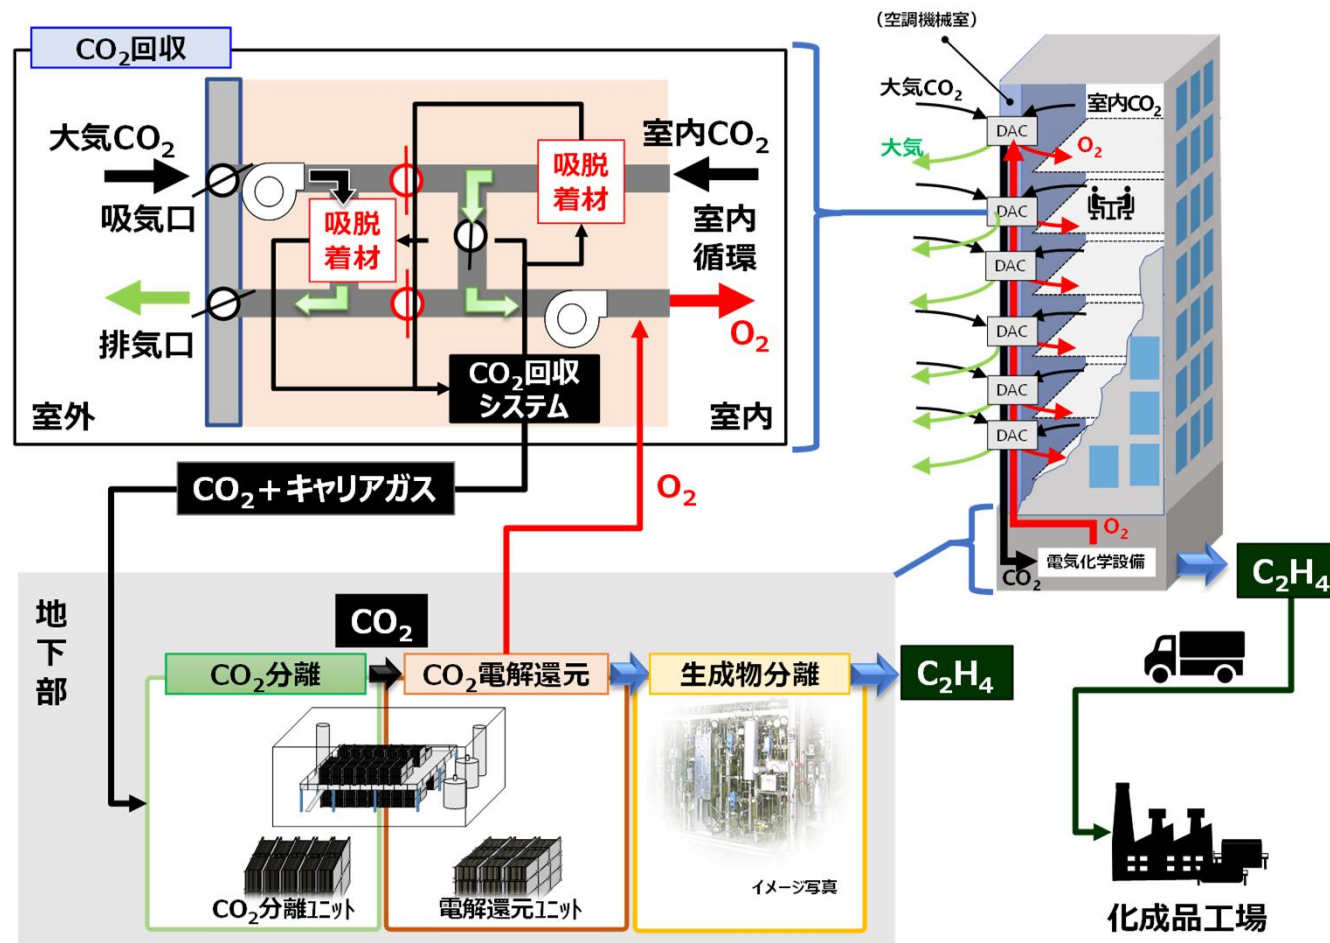 CO₂回収
大気CO₂
吸気口
排気口
室外
吸脱
着材
吸脱
着材
室内CO₂
室内
循環
O₂
CO₂回収
システム
室内
CO₂＋キャリアガス
O₂
（空調機械室）
大気CO₂
室内CO₂
大気
O₂
DAC
DAC
DAC
DAC
DAC
DAC
O₂
電気化学設備
CO₂
C₂H₄
地下部
CO₂
CO₂分離
CO₂電解還元
生成物分離
C₂H₄
CO₂分離ユニット
電解還元ユニット
イメージ写真
化成品工場